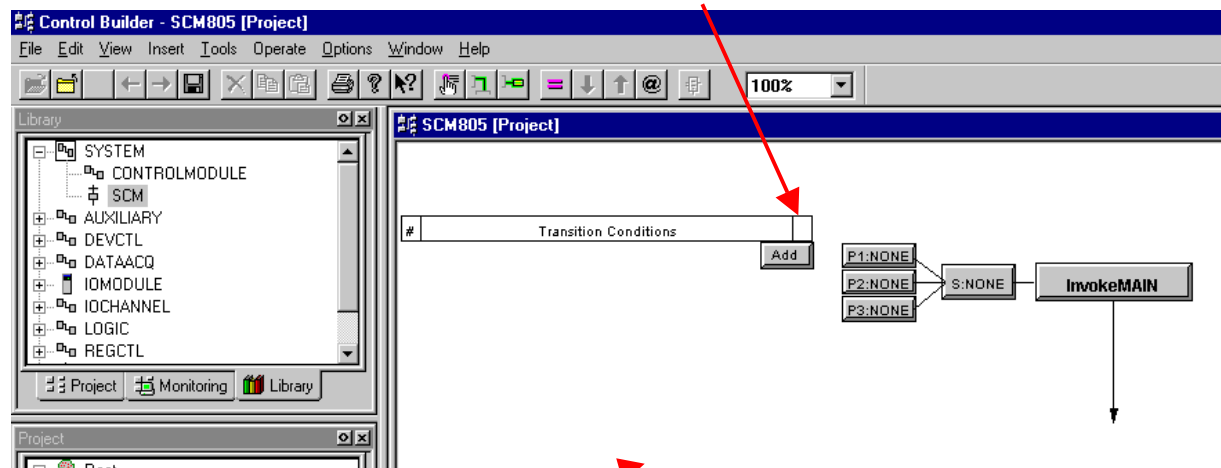 Control Builder - SCM805 [Project]
File Edit View Insert Tools Operate Options Window Help
100%
Library
SYSTEM
CONTROLMODULE
SCM
AUXILIARY
DEVCTL
DATAACQ
IOMODULE
IOCHANNEL
LOGIC
REGCTL
Project Monitoring Library
Project
SCM805 [Project]
# Transition Conditions
Add
P1:NONE
P2:NONE
P3:NONE
S:NONE
InvokeMAIN